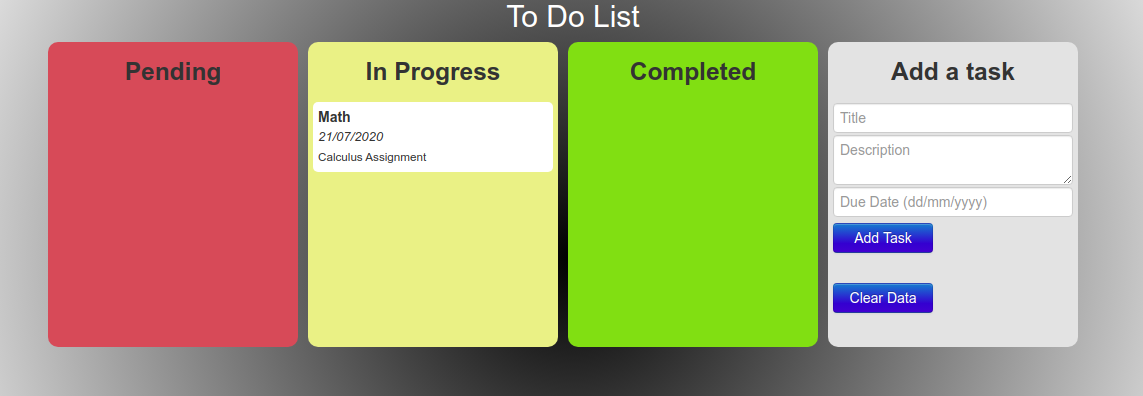 To Do List
Pending
In Progress
Math
21/07/2020
Calculus Assignment
Completed
Add a task
Title
Description
Due Date (dd/mm/yyyy)
Add Task
Clear Data